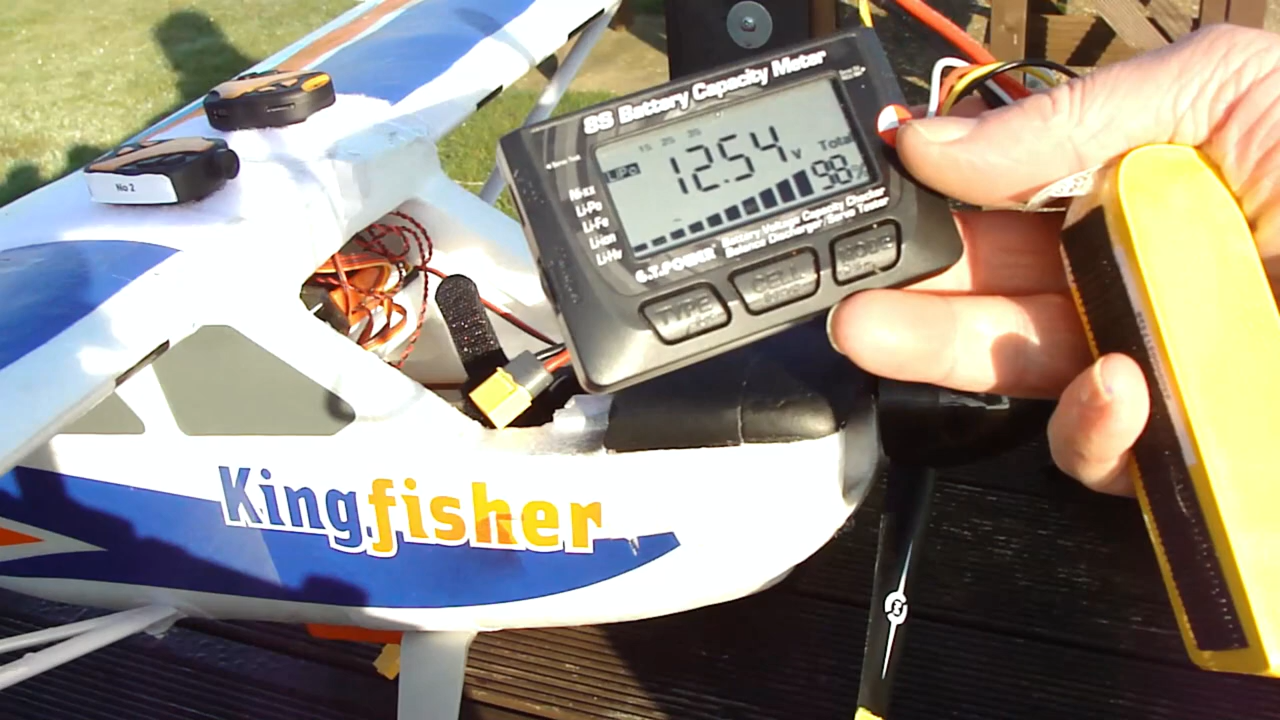 8S Battery Capacity Meter
1S 2S 3S
LiPo
12.54 v
Total
98%
Ni-xx
Li-Po
Li-Fe
Li-ion
Li-Hv
G.T.POWER
Battery Voltage Capacity Checker
Balance Discharger/Servo Tester
TYPE
CELL
MODE
No 2
Kingfisher